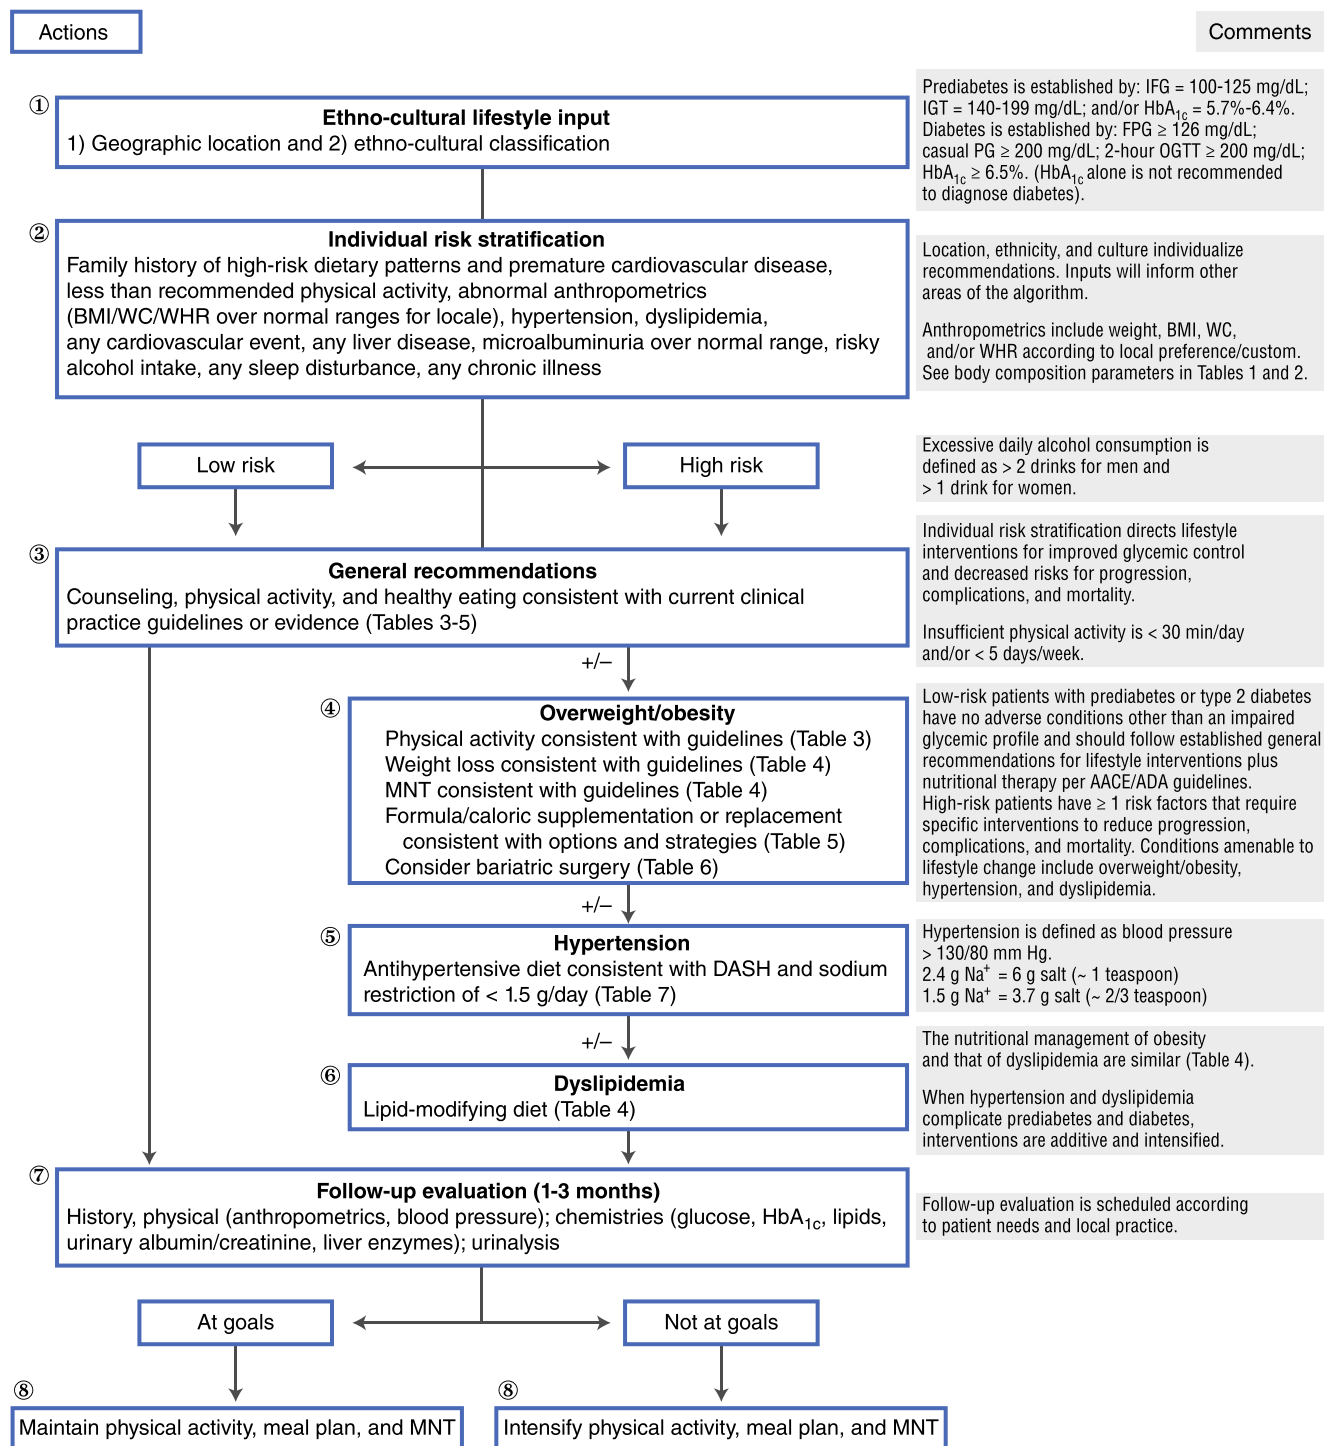 Actions
Comments
①
Ethno-cultural lifestyle input
1) Geographic location and 2) ethno-cultural classification
Prediabetes is established by: IFG = 100-125 mg/dL;
IGT = 140-199 mg/dL; and/or HbA1c = 5.7%-6.4%.
Diabetes is established by: FPG ≥ 126 mg/dL;
casual PG ≥ 200 mg/dL; 2-hour OGTT ≥ 200 mg/dL;
HbA1c ≥ 6.5%. (HbA1c alone is not recommended
to diagnose diabetes).
②
Individual risk stratification
Family history of high-risk dietary patterns and premature cardiovascular disease,
less than recommended physical activity, abnormal anthropometrics
(BMI/WC/WHR over normal ranges for locale), hypertension, dyslipidemia,
any cardiovascular event, any liver disease, microalbuminuria over normal range, risky
alcohol intake, any sleep disturbance, any chronic illness
Location, ethnicity, and culture individualize
recommendations. Inputs will inform other
areas of the algorithm.
Anthropometrics include weight, BMI, WC,
and/or WHR according to local preference/custom.
See body composition parameters in Tables 1 and 2.
Low risk
High risk
Excessive daily alcohol consumption is
defined as > 2 drinks for men and
> 1 drink for women.
③
General recommendations
Counseling, physical activity, and healthy eating consistent with current clinical
practice guidelines or evidence (Tables 3-5)
Individual risk stratification directs lifestyle
interventions for improved glycemic control
and decreased risks for progression,
complications, and mortality.
Insufficient physical activity is < 30 min/day
and/or < 5 days/week.
+/–
④
Overweight/obesity
Physical activity consistent with guidelines (Table 3)
Weight loss consistent with guidelines (Table 4)
MNT consistent with guidelines (Table 4)
Formula/caloric supplementation or replacement
consistent with options and strategies (Table 5)
Consider bariatric surgery (Table 6)
Low-risk patients with prediabetes or type 2 diabetes
have no adverse conditions other than an impaired
glycemic profile and should follow established general
recommendations for lifestyle interventions plus
nutritional therapy per AACE/ADA guidelines.
High-risk patients have ≥ 1 risk factors that require
specific interventions to reduce progression,
complications, and mortality. Conditions amenable to
lifestyle change include overweight/obesity,
hypertension, and dyslipidemia.
+/–
⑤
Hypertension
Antihypertensive diet consistent with DASH and sodium
restriction of < 1.5 g/day (Table 7)
Hypertension is defined as blood pressure
> 130/80 mm Hg.
2.4 g Na+ = 6 g salt (~ 1 teaspoon)
1.5 g Na+ = 3.7 g salt (~ 2/3 teaspoon)
+/–
⑥
Dyslipidemia
Lipid-modifying diet (Table 4)
The nutritional management of obesity
and that of dyslipidemia are similar (Table 4).
When hypertension and dyslipidemia
complicate prediabetes and diabetes,
interventions are additive and intensified.
⑦
Follow-up evaluation (1-3 months)
History, physical (anthropometrics, blood pressure); chemistries (glucose, HbA1c, lipids,
urinary albumin/creatinine, liver enzymes); urinalysis
Follow-up evaluation is scheduled according
to patient needs and local practice.
At goals
Not at goals
⑧
Maintain physical activity, meal plan, and MNT
⑧
Intensify physical activity, meal plan, and MNT